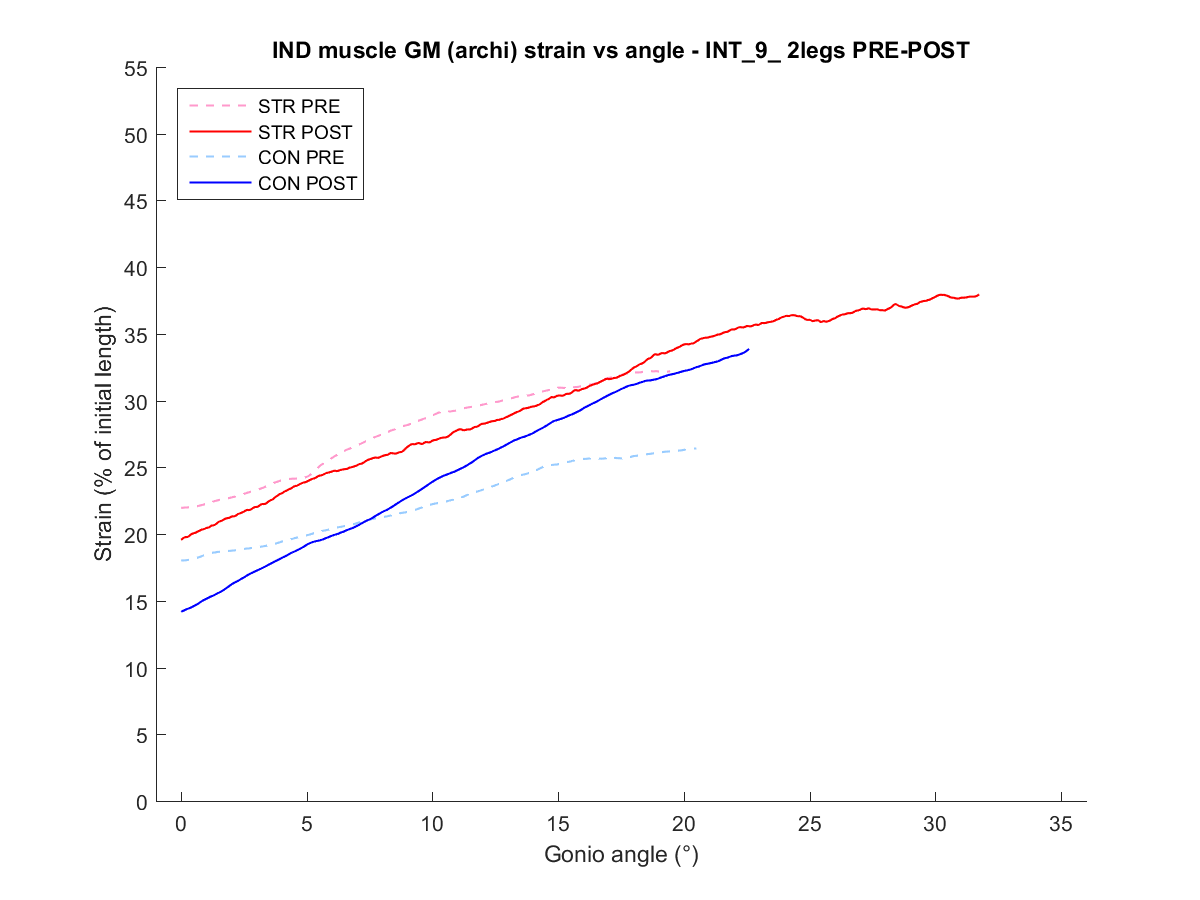 IND muscle GM (archi) strain vs angle - INT_9_ 2legs PRE-POST
55
50
45
40
35
30
25
20
15
10
5
0
Strain (% of initial length)
STR PRE
STR POST
CON PRE
CON POST
0 5 10 15 20 25 30 35
Gonio angle (°)